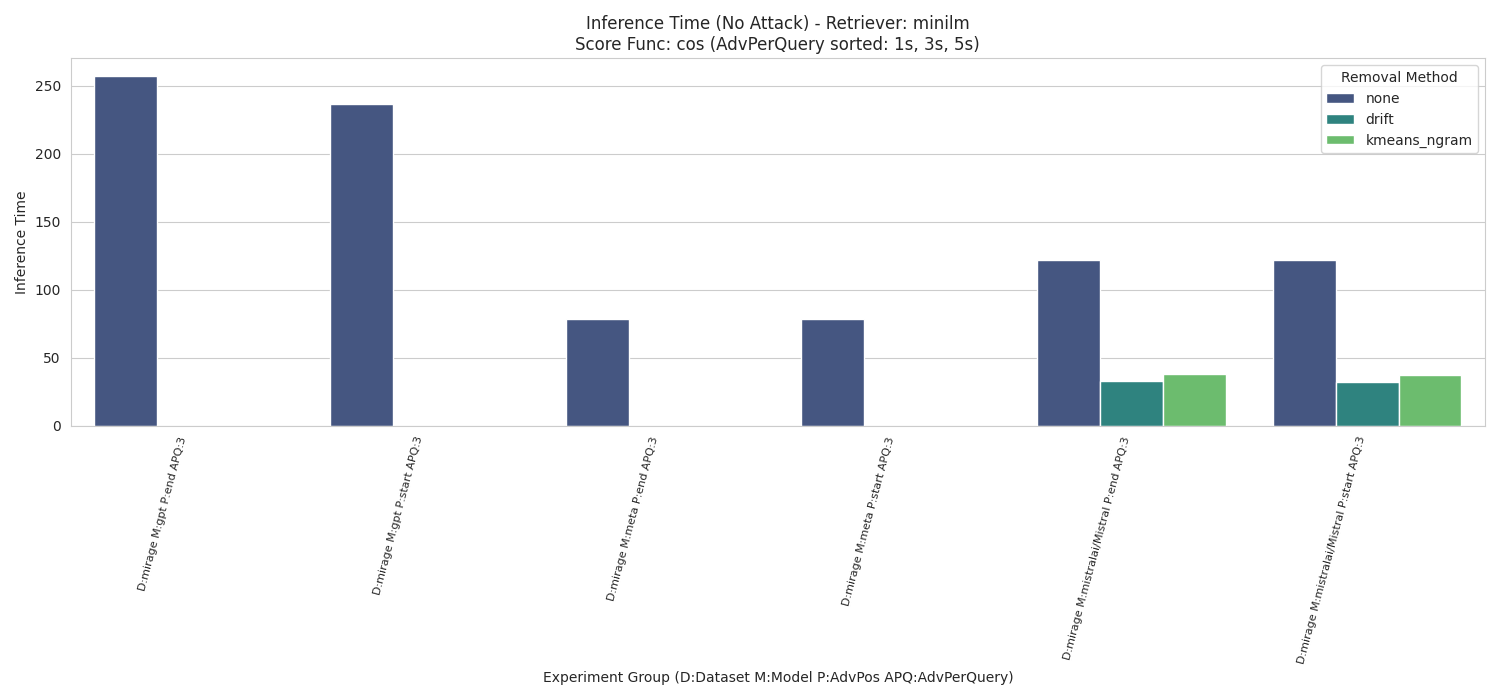 Inference Time (No Attack) - Retriever: minilm
Score Func: cos (AdvPerQuery sorted: 1s, 3s, 5s)
Removal Method
none
drift
kmeans_ngram
Inference Time
250
200
150
100
50
0
D:mirage M:gpt P:end APQ:3
D:mirage M:gpt P:start APQ:3
D:mirage M:meta P:end APQ:3
D:mirage M:meta P:start APQ:3
D:mirage M:mistralai/Mistral P:end APQ:3
D:mirage M:mistralai/Mistral P:start APQ:3
Experiment Group (D:Dataset M:Model P:AdvPos APQ:AdvPerQuery)